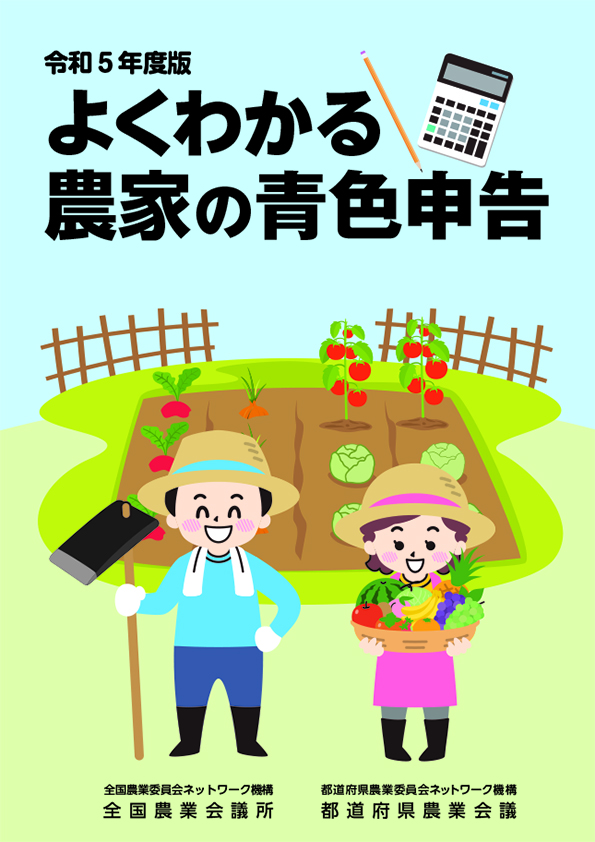 令和5年度版
よくわかる
農家の青色申告
全国農業委員会ネットワーク機構
全国農業会議所
都道府県農業委員会ネットワーク機構
都道府県農業会議